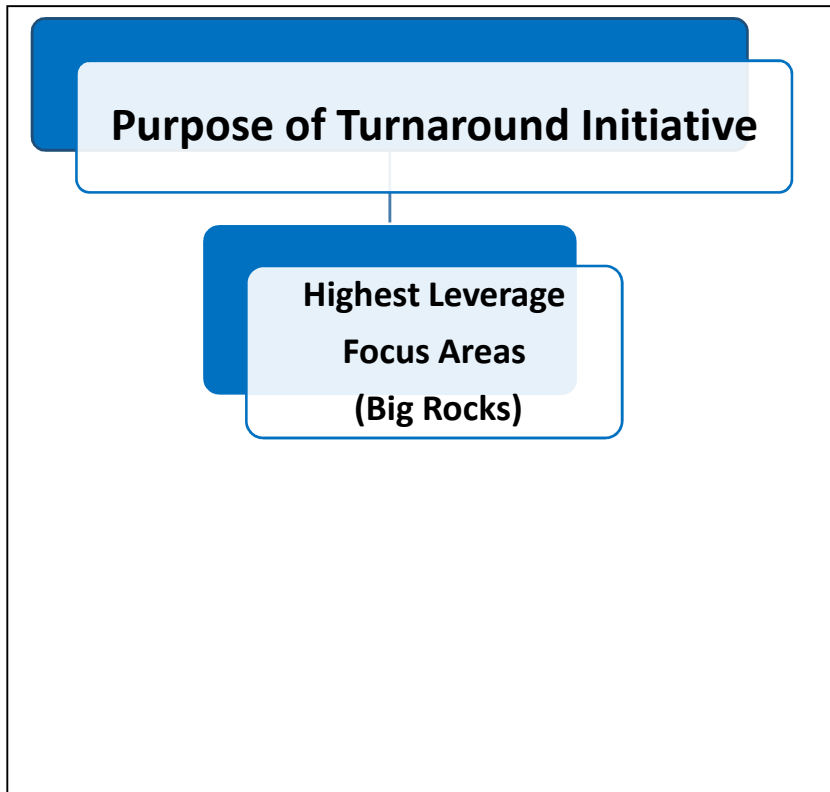 Purpose of Turnaround Initiative
Highest Leverage
Focus Areas
(Big Rocks)